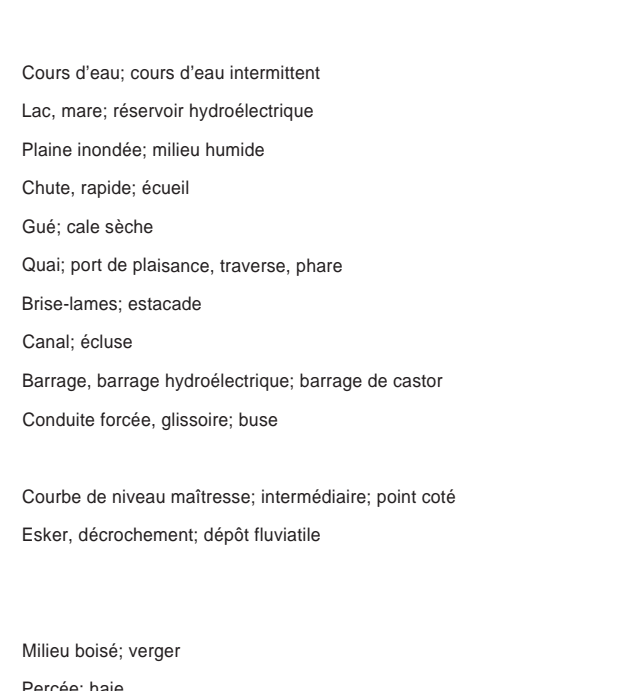 Cours d'eau; cours d'eau intermittent
Lac, mare; réservoir hydroélectrique
Plaine inondée; milieu humide
Chute, rapide; écueil
Gué; cale sèche
Quai; port de plaisance, traverse, phare
Brise-lames; estacade
Canal; écluse
Barrage, barrage hydroélectrique; barrage de castor
Conduite forcée, glissoire; buse
Courbe de niveau maîtresse; intermédiaire; point coté
Esker, décrochement; dépôt fluviatile
Milieu boisé; verger
Percée; haie